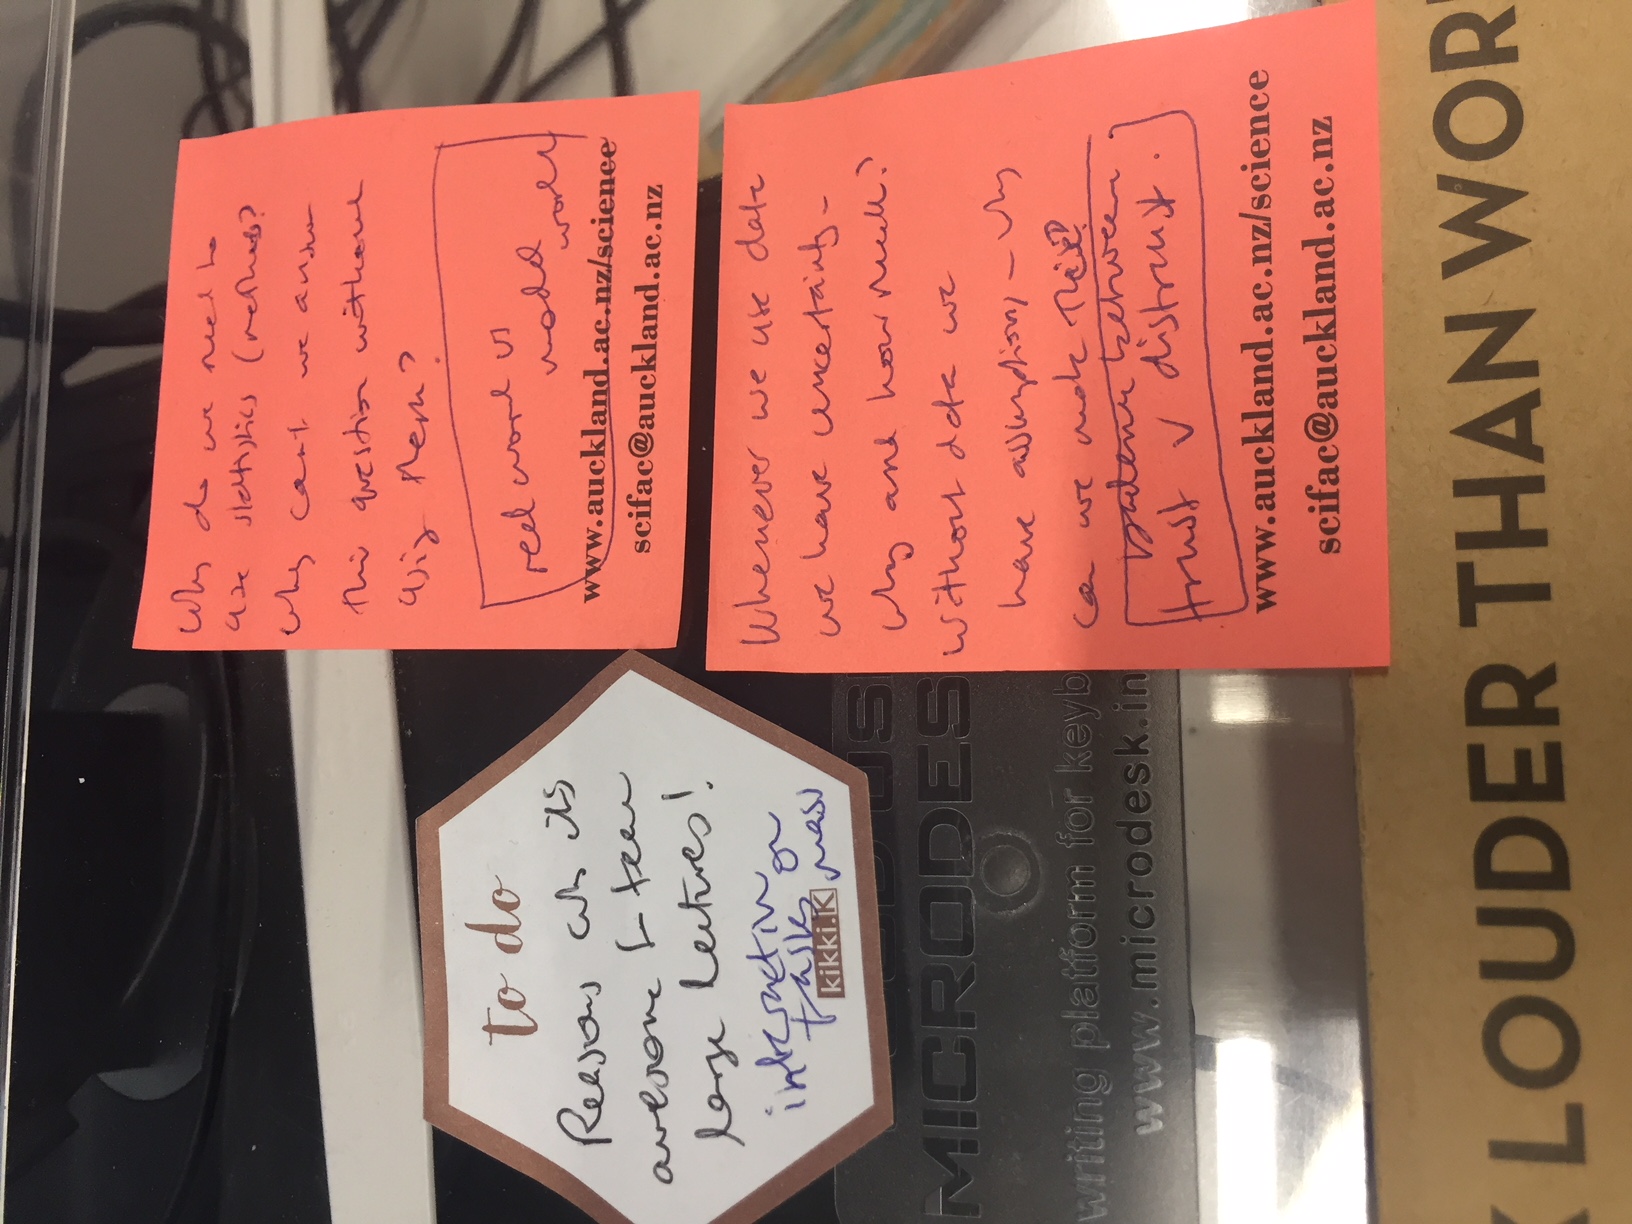 to do
Reasons why its
awesome to teach
large lectures!
interactive
tasks on
mass
kikki.K
Why do we need to
use statistics (methods?
Why can't we answer
this question without
using them?
real world vs
model
world
www.auckland.ac.nz/science
scifac@auckland.ac.nz
Whenever we use data
we have uncertainty -
why and how much?
Without data we
have assumptions - why
can we make this?
balance between
trust v distrust.
www.auckland.ac.nz/science
scifac@auckland.ac.nz
MICRODES
writing platform for keyb
www.microdesk.in
K LOUDER THAN WOR